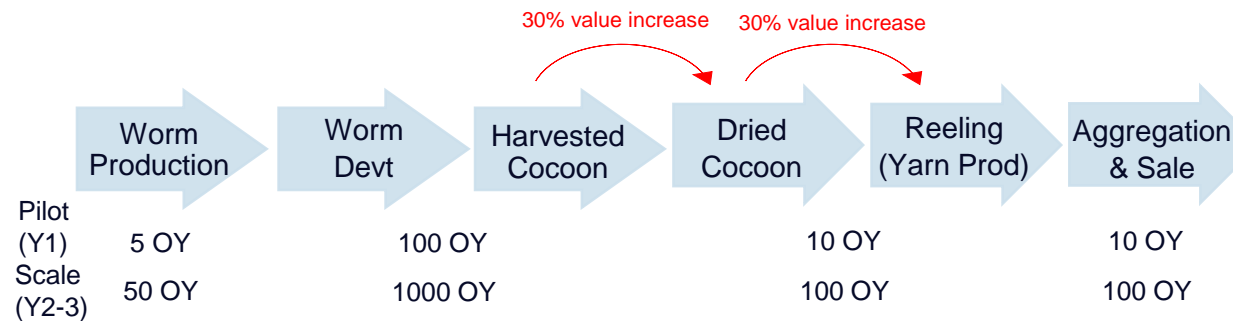 30% value increase
30% value increase
Worm
Production
Worm
Devt
Harvested
Cocoon
Dried
Cocoon
Reeling
(Yarn Prod)
Aggregation
& Sale
Pilot
(Y1)
5 OY
100 OY
10 OY
10 OY
Scale
(Y2-3)
50 OY
1000 OY
100 OY
100 OY